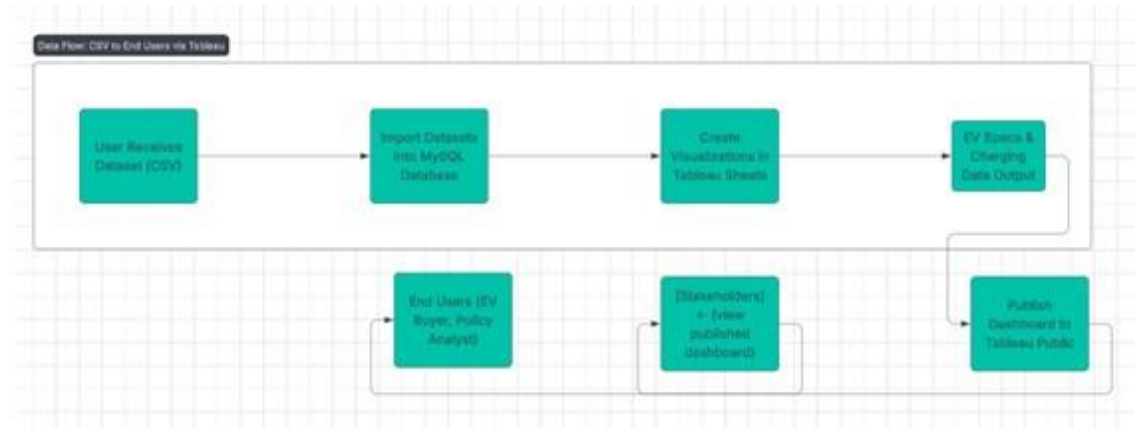 Data Flow: CSV to End Users via Tableau
User Receives
Dataset (CSV)
Import Datasets
Into MySQL
Database
Create
Visualizations in
Tableau Sheets
EV Specs &
Charging
Data Output
End Users (EV
Buyer, Policy
Analyst)
[Stakeholders]
<- (view
published
dashboard)
Publish
Dashboard to
Tableau Public